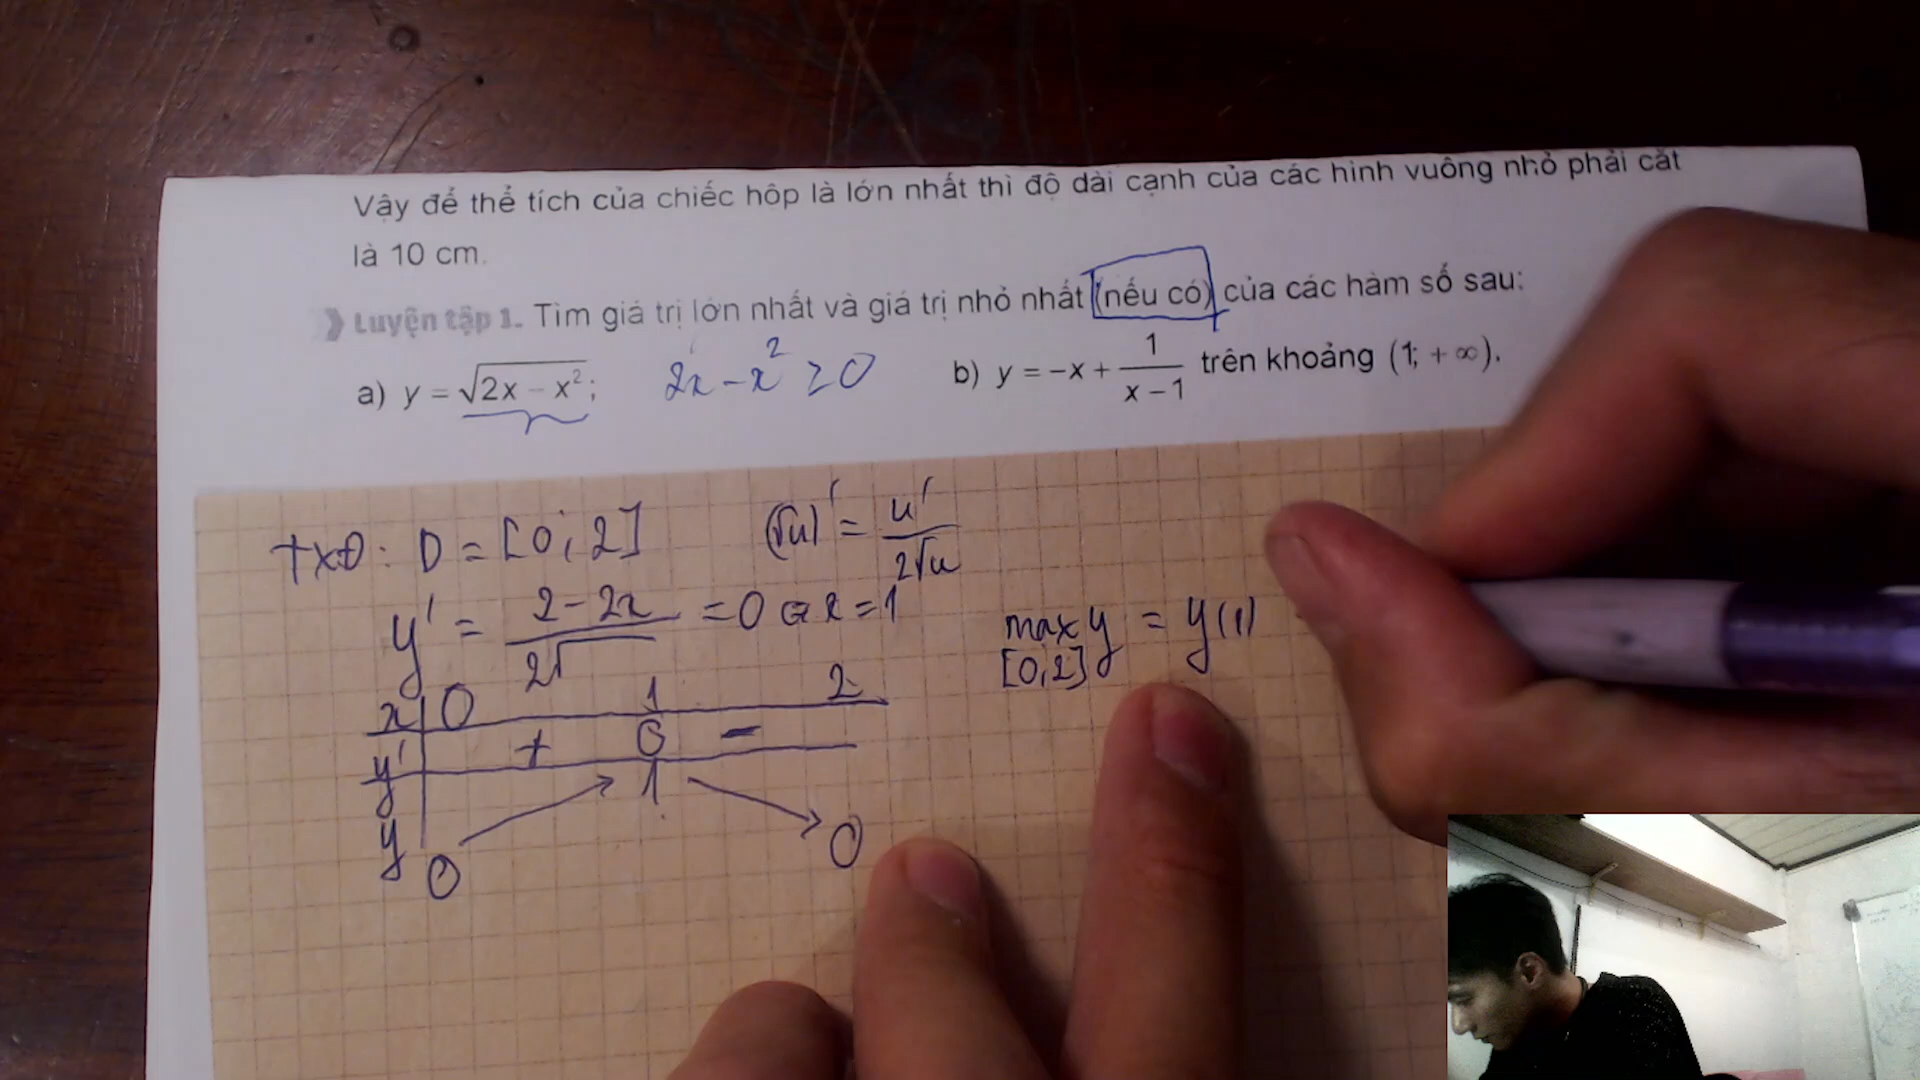 Vậy để thể tích của chiếc hộp là lớn nhất thì độ dài cạnh của các hình vuông nhỏ phải cắt
là 10 cm.
Luyện tập 1. Tìm giá trị lớn nhất và giá trị nhỏ nhất (nếu có) của các hàm số sau:
a) y = √(2x − x²); 2x − x² ≥ 0 b) y = −x + 1/(x − 1) trên khoảng (1; +∞).
TXĐ: D = [0; 2] (√u)' = u'/(2√u)
y' = (2 − 2x)/(2√ ) = 0 ⇔ x = 1
max y = y(1)
[0;2]
x 0 1 2
y' + 0 −
y 0 1 0